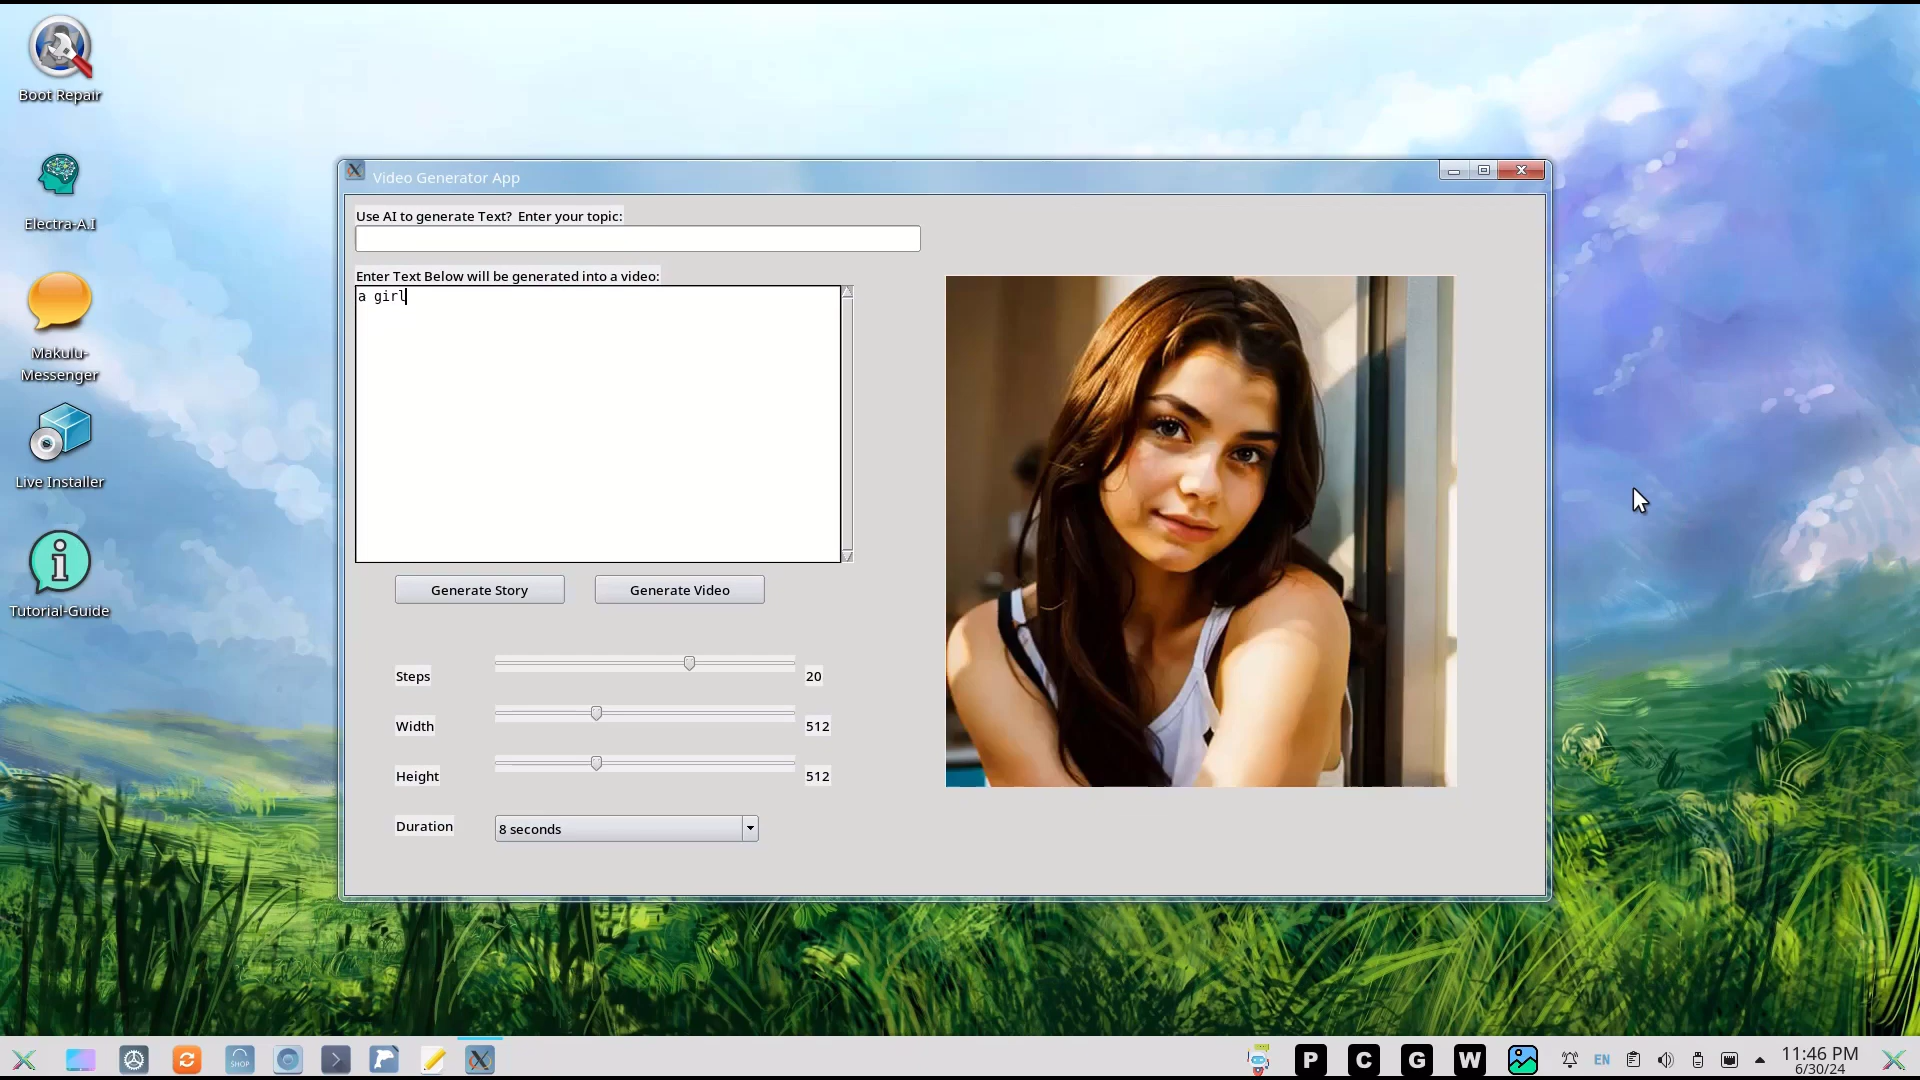 Boot Repair
Electra-A.I
Makulu-
Messenger
Live Installer
Tutorial-Guide
Video Generator App
Use AI to generate Text?  Enter your topic:
Enter Text Below will be generated into a video:
a girl
Generate Story
Generate Video
Steps
20
Width
512
Height
512
Duration
8 seconds
SHOP
P
C
G
W
EN
11:46 PM
6/30/24